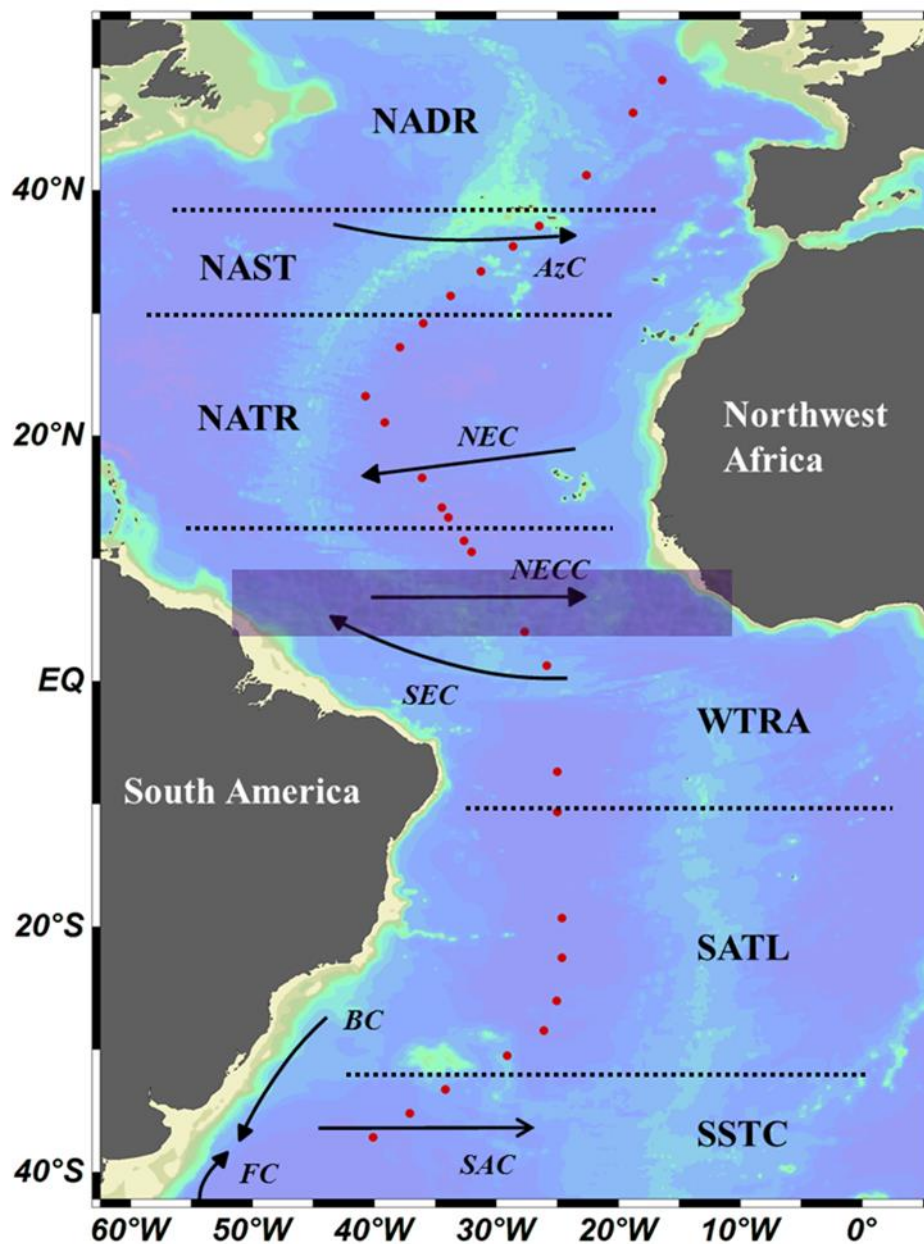 NADR
40°N
NAST
AzC
NATR
NEC
20°N
Northwest
Africa
NECC
EQ
SEC
WTRA
South America
20°S
SATL
BC
SSTC
SAC
FC
40°S
60°W 50°W 40°W 30°W 20°W 10°W 0°